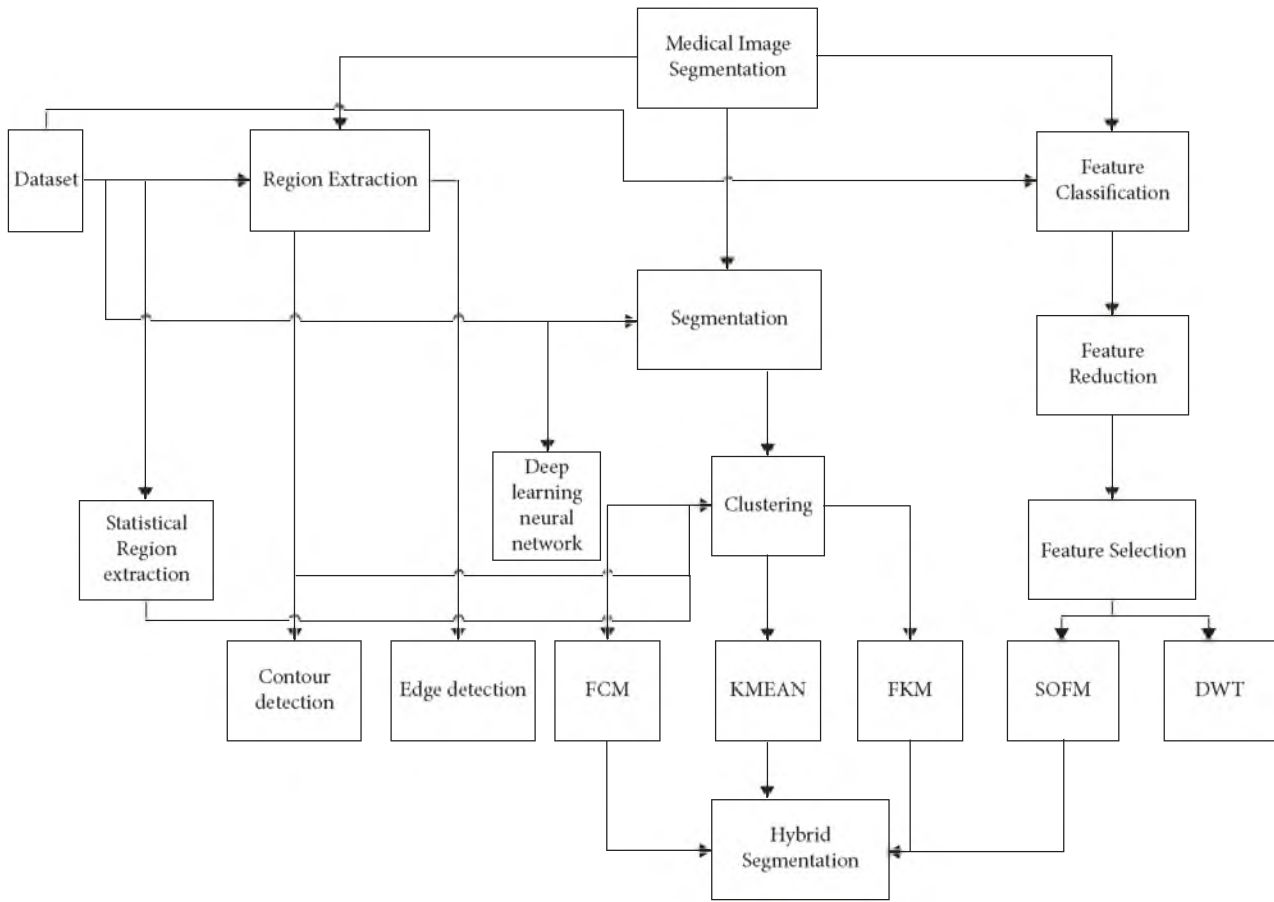 Medical Image
Segmentation
Dataset
Region Extraction
Feature
Classification
Segmentation
Feature
Reduction
Deep
learning
neural
network
Clustering
Statistical
Region
extraction
Feature Selection
Contour
detection
Edge detection
FCM
KMEAN
FKM
SOFM
DWT
Hybrid
Segmentation